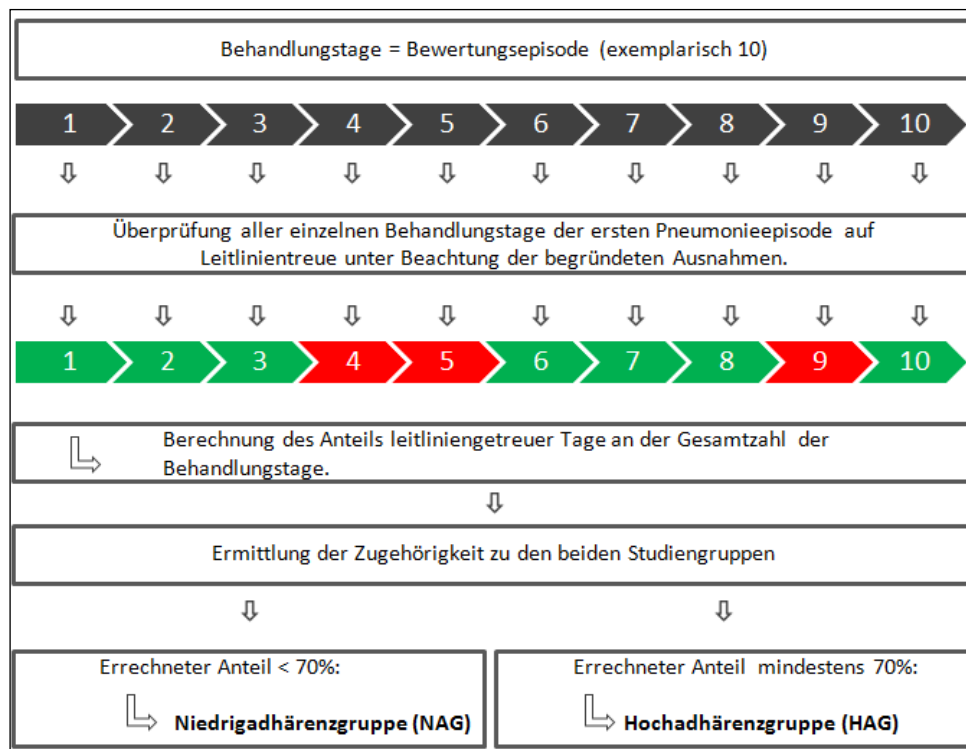 Behandlungstage = Bewertungsepisode (exemplarisch 10)
1 2 3 4 5 6 7 8 9 10
Überprüfung aller einzelnen Behandlungstage der ersten Pneumonieepisode auf
Leitlinientreue unter Beachtung der begründeten Ausnahmen.
1 2 3 4 5 6 7 8 9 10
Berechnung des Anteils leitliniengetreuer Tage an der Gesamtzahl der
Behandlungstage.
Ermittlung der Zugehörigkeit zu den beiden Studiengruppen
Errechneter Anteil < 70%:
Niedrigadhärenzgruppe (NAG)
Errechneter Anteil mindestens 70%:
Hochadhärenzgruppe (HAG)